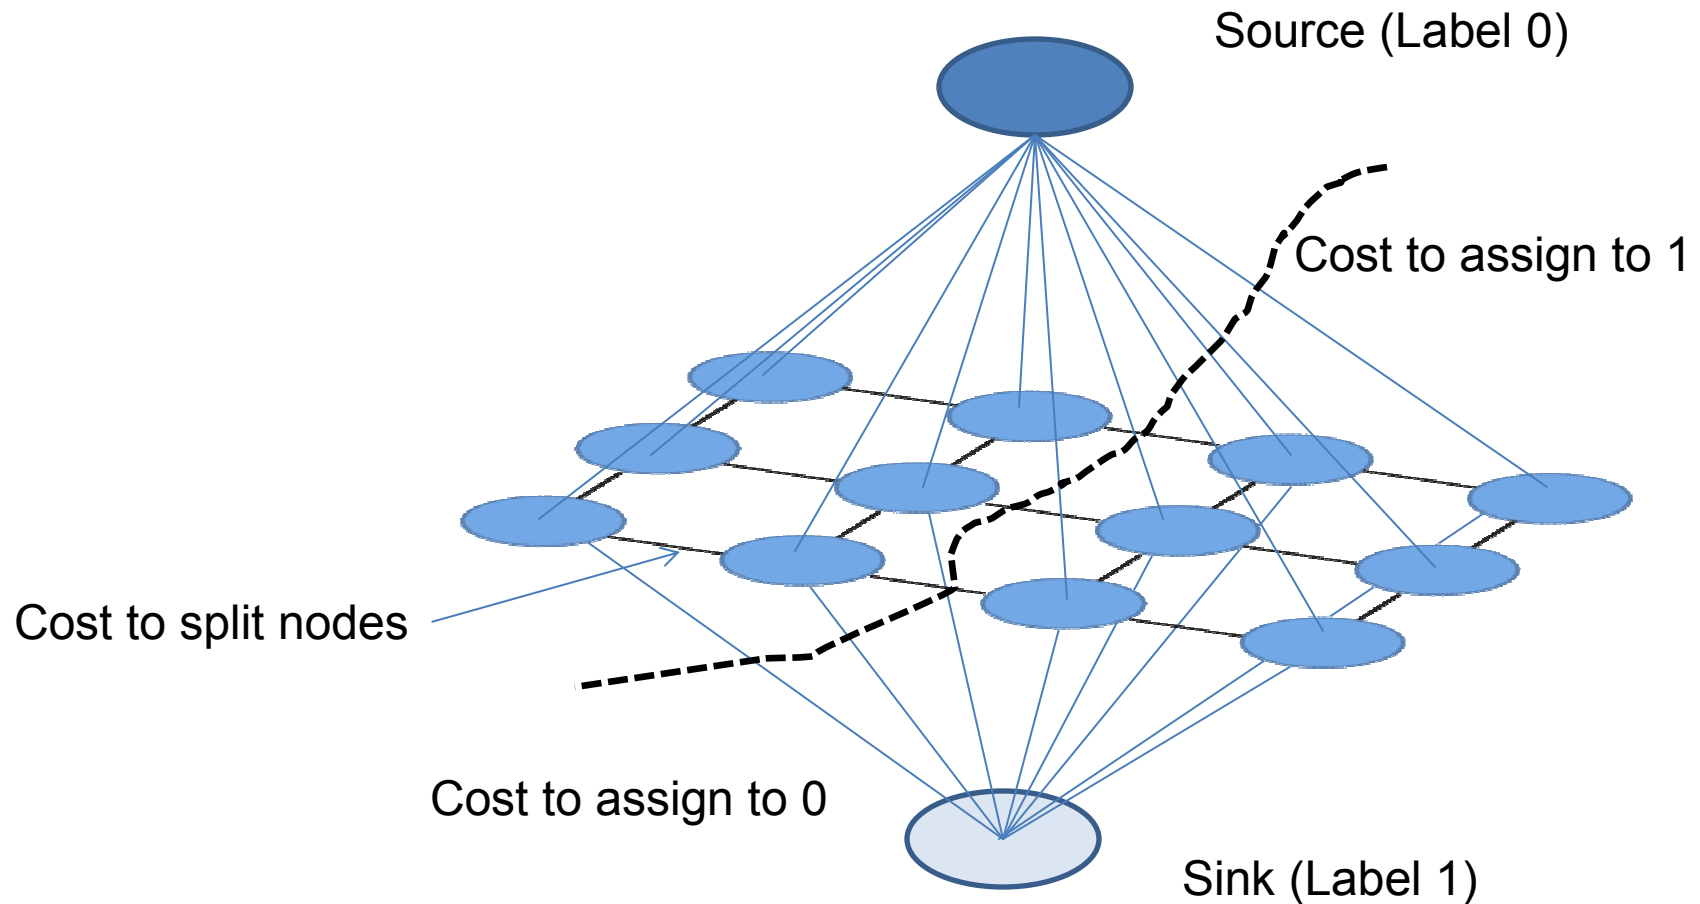 Source (Label 0)
Cost to assign to 1
Cost to split nodes
Cost to assign to 0
Sink (Label 1)